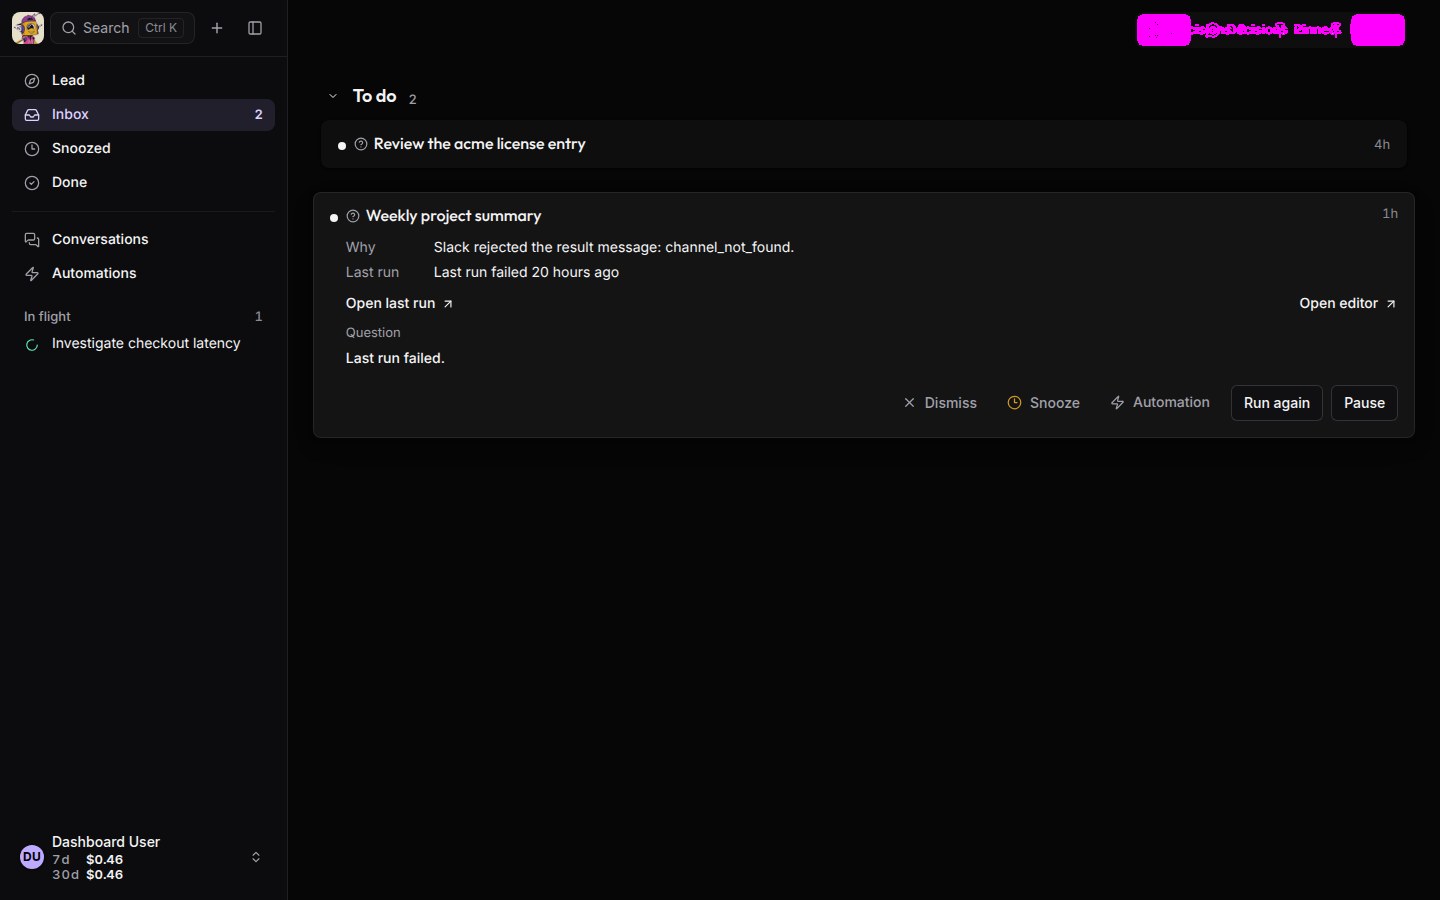 Search Ctrl K
Lead
Inbox 2
Snoozed
Done
Conversations
Automations
In flight 1
Investigate checkout latency
Dashboard User
DU
7d $0.46
30d $0.46
To do 2
Review the acme license entry 4h
Weekly project summary 1h
Why Slack rejected the result message: channel_not_found.
Last run Last run failed 20 hours ago
Open last run Open editor
Question
Last run failed.
Dismiss Snooze Automation Run again Pause